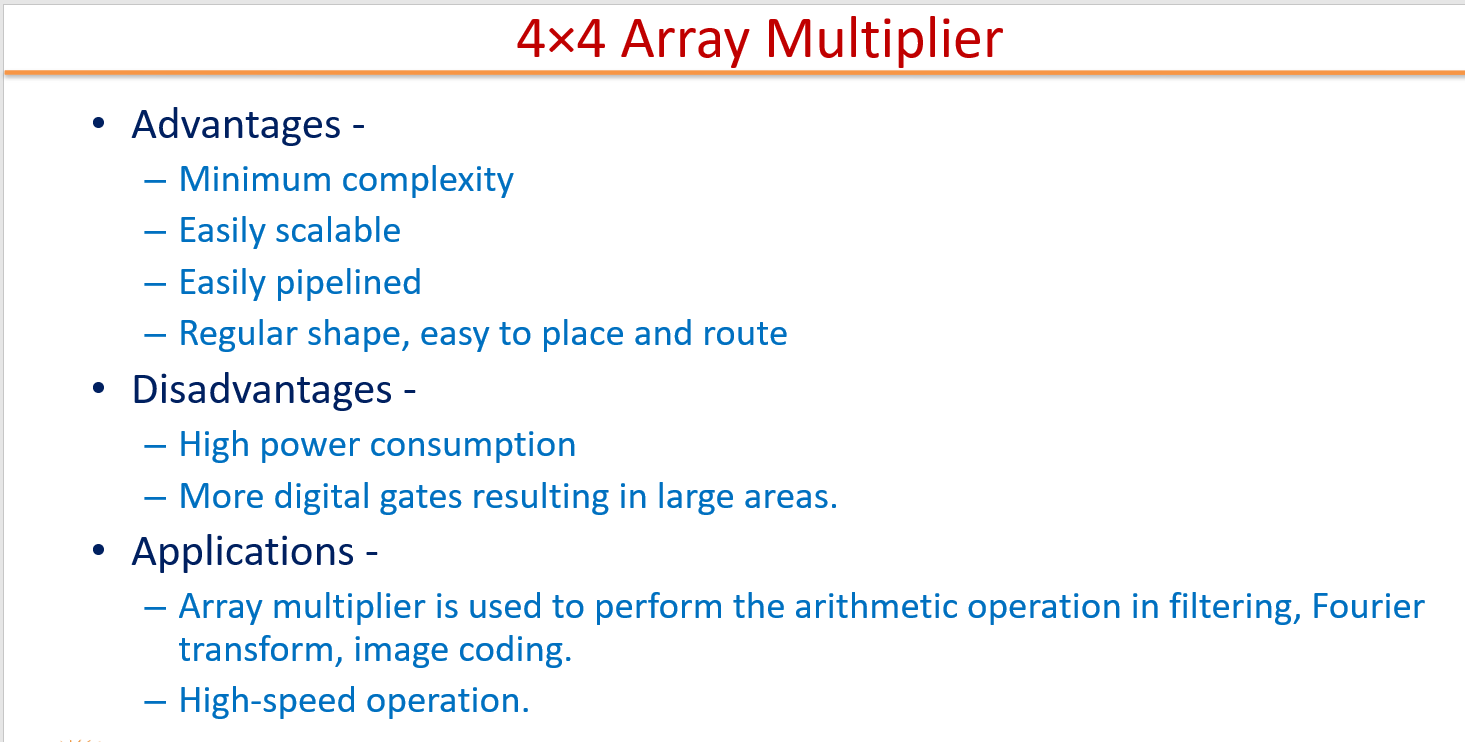 4×4 Array Multiplier
• Advantages -
– Minimum complexity
– Easily scalable
– Easily pipelined
– Regular shape, easy to place and route
• Disadvantages -
– High power consumption
– More digital gates resulting in large areas.
• Applications -
– Array multiplier is used to perform the arithmetic operation in filtering, Fourier
transform, image coding.
– High-speed operation.